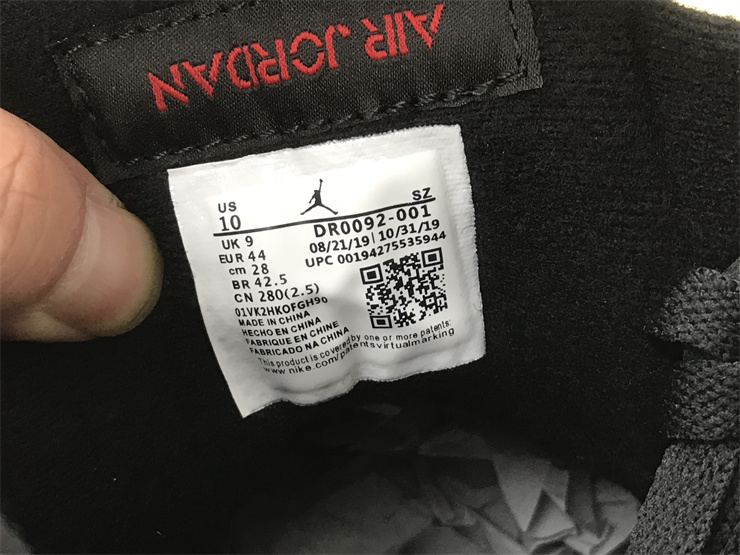 AIR JORDAN
US
10
SZ
UK 9
EUR 44
cm 28
BR 42.5
CN 280(2.5)
DR0092-001
08/21/19|10/31/19
UPC 00194275535944
01VK2HKOFGH96
MADE IN CHINA
HECHO EN CHINA
FABRIQUE EN CHINE
FABRICADO NA CHINA
This product is covered by one or more patents:
www.nike.com/patentsvirtualmarking